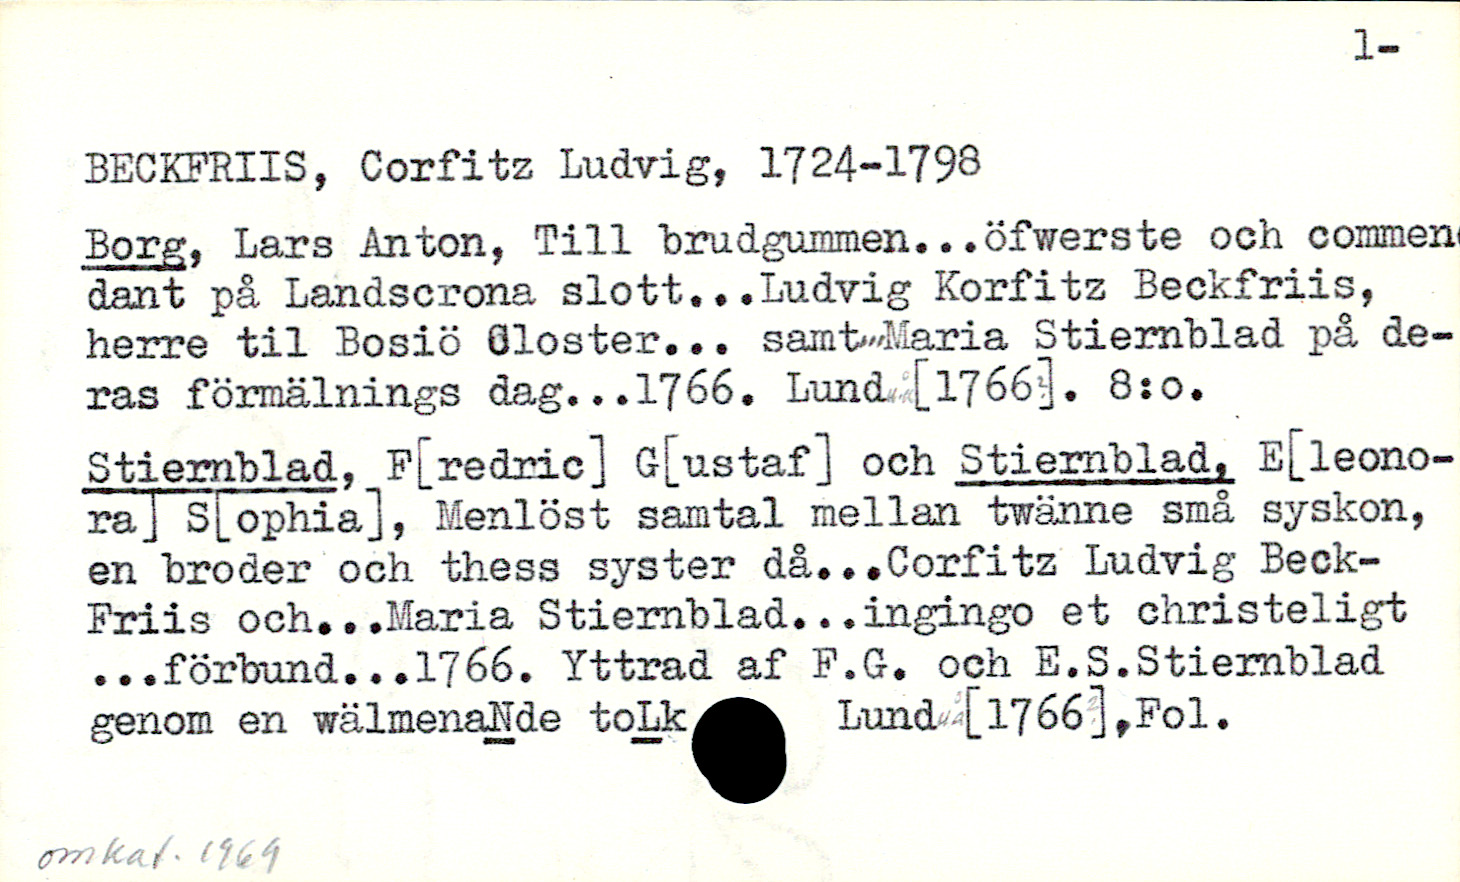 1-
BECKFRIIS, Corfitz Ludvig, 1724-1798
Borg, Lars Anton, Till brudgummen...öfwerste och commen
dant på Landscrona slott...Ludvig Korfitz Beckfriis,
herre til Bosiö Closter... samt...Maria Stiernblad på de-
ras förmälnings dag...1766. Lund u.å. [1766?]. 8:o.
Stiernblad, F[redric] G[ustaf] och Stiernblad, E[leono-
ra] S[ophia], Menlöst samtal mellan twänne små syskon,
en broder och thess syster då...Corfitz Ludvig Beck-
Friis och...Maria Stiernblad...ingingo et christeligt
...förbund...1766. Yttrad af F.G. och E.S.Stiernblad
genom en wälmenaNde toLk Lund u.å [1766?],Fol.
omkat. 1969